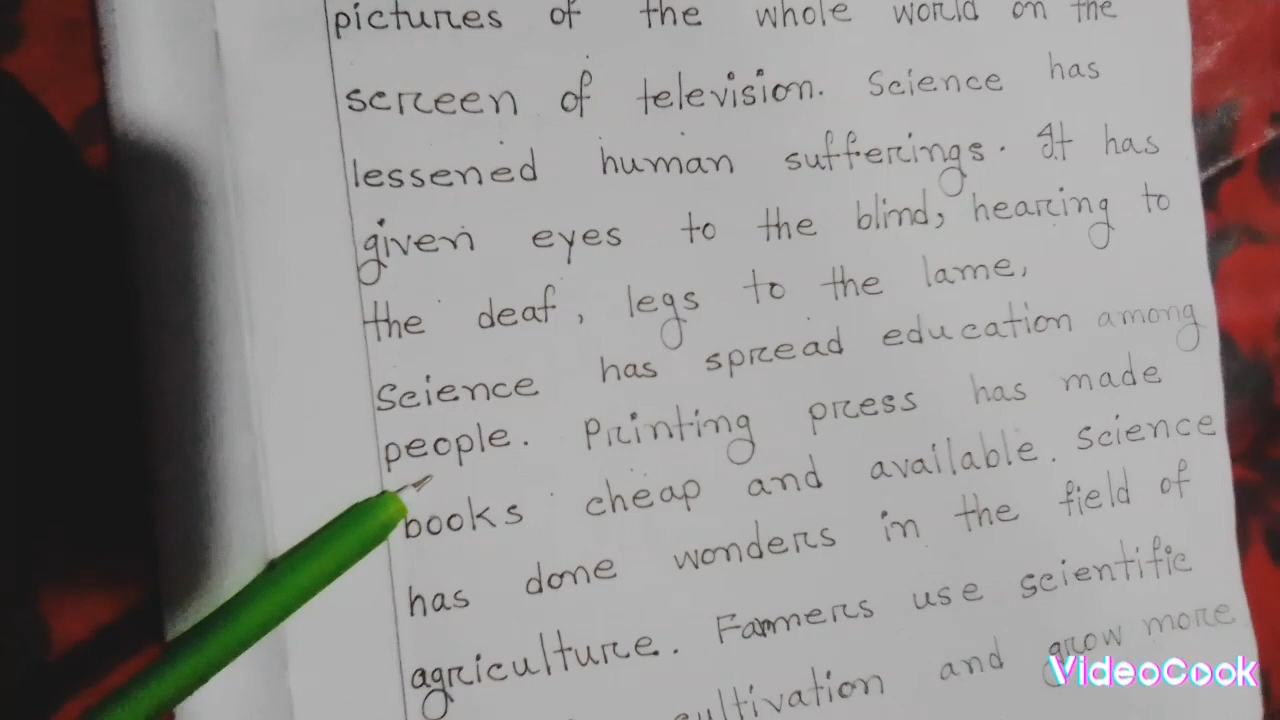 pictures of the whole world on the
screen of television. Science has
lessened human sufferings. It has
given eyes to the blind, hearing to
the deaf, legs to the lame,
Science has spread education among
people. Printing press has made
books cheap and available. Science
has done wonders in the field of
agriculture. Farmers use scientific
cultivation and grow more
VideoCook